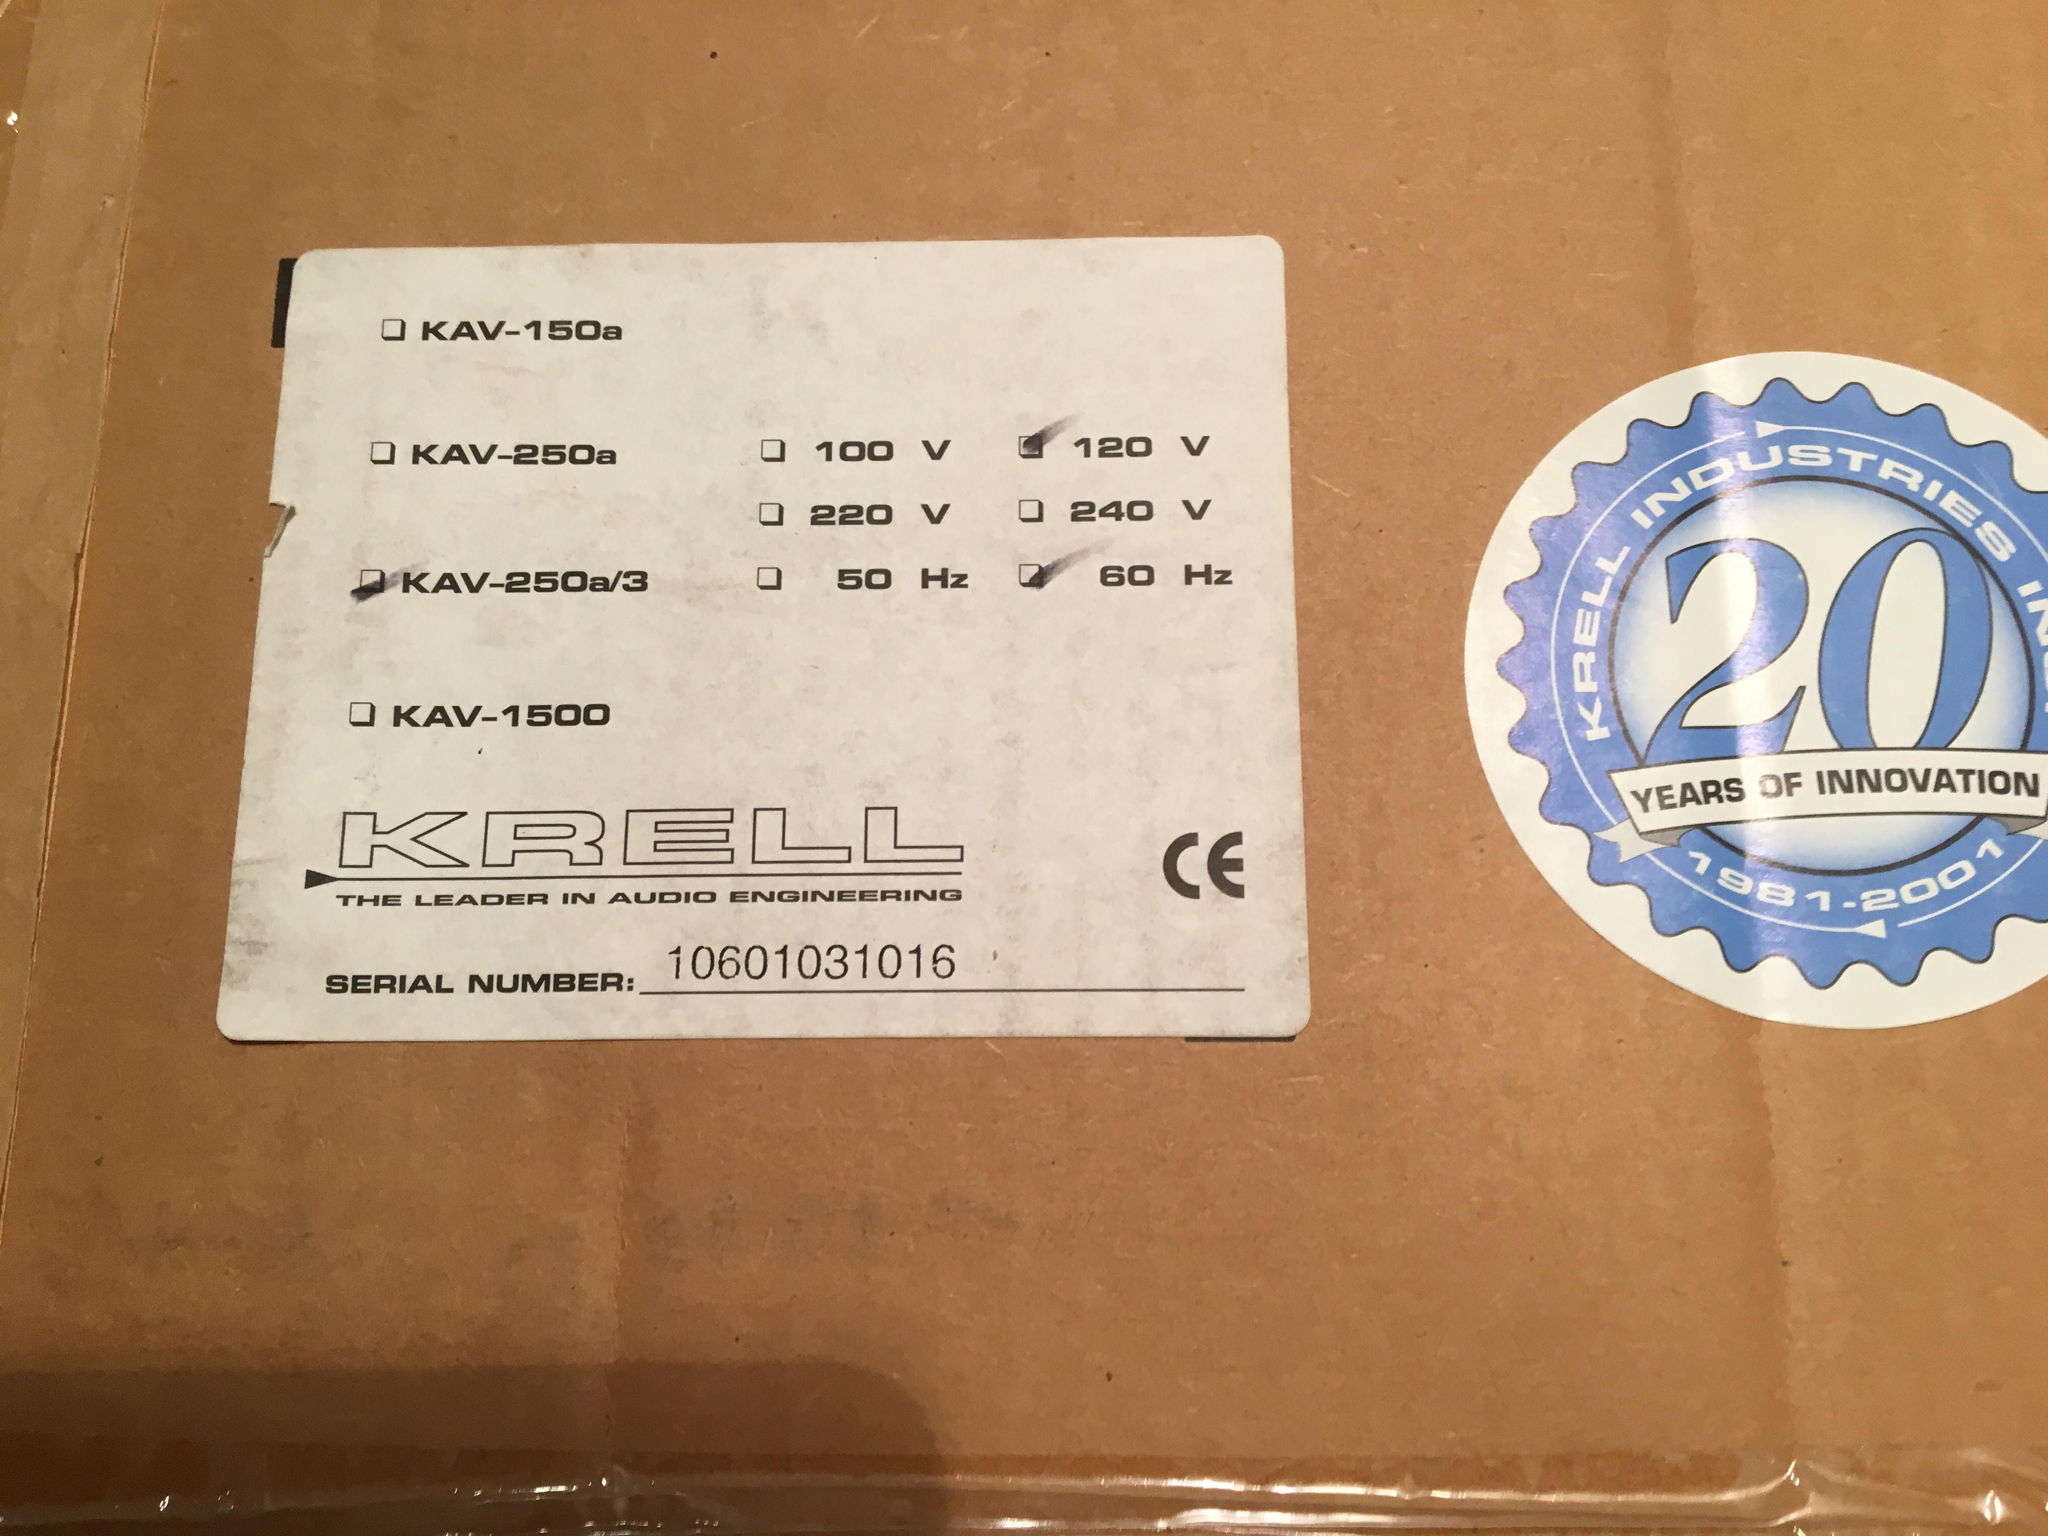 KAV-150a
KAV-250a
100 V
120 V
220 V
240 V
KAV-250a/3
50 Hz
60 Hz
KAV-1500
KRELL
THE LEADER IN AUDIO ENGINEERING
CE
SERIAL NUMBER: 10601031016
KRELL INDUSTRIES
20
YEARS OF INNOVATION
1981-2001